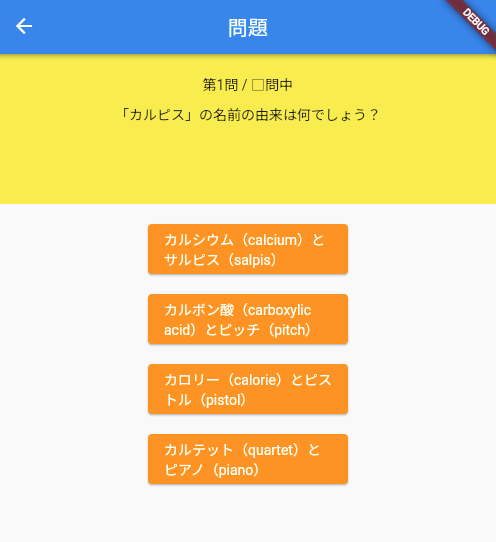 問題
DEBUG
第1問 / □問中
「カルピス」の名前の由来は何でしょう？
カルシウム（calcium）と
サルピス（salpis）
カルボン酸（carboxylic
acid）とピッチ（pitch）
カロリー（calorie）とピス
トル（pistol）
カルテット（quartet）と
ピアノ（piano）